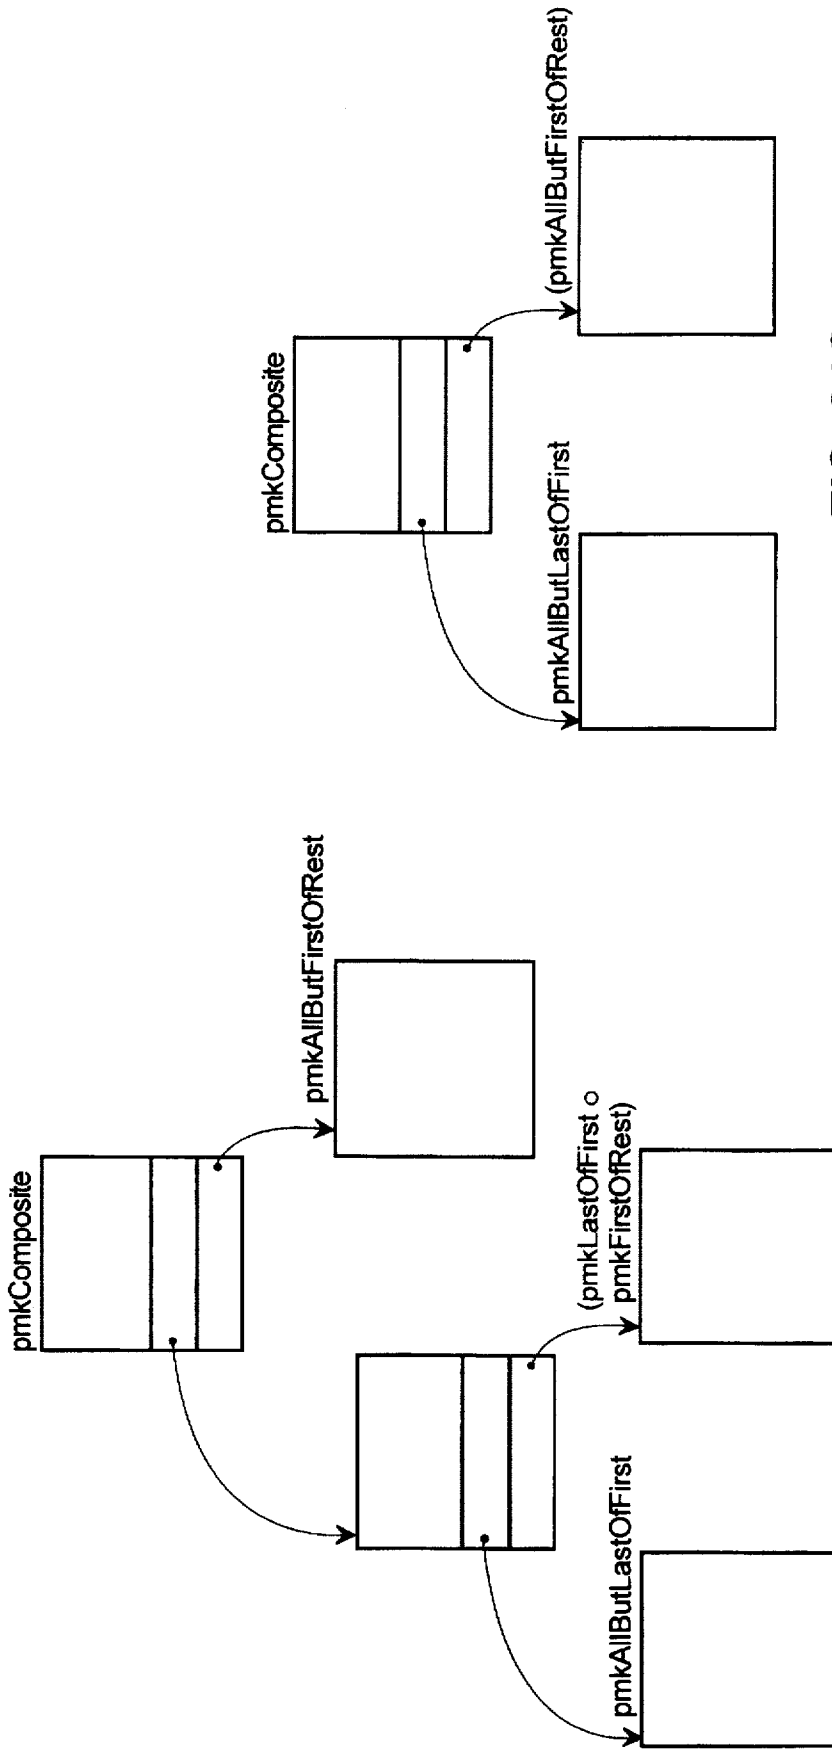 pmkComposite
pmkAllButFirstOfRest
(pmkLastOfFirst o
pmkFirstOfRest)
pmkAllButLastOfFirst
pmkComposite
(pmkAllButFirstOfRest)
pmkAllButLastOfFirst